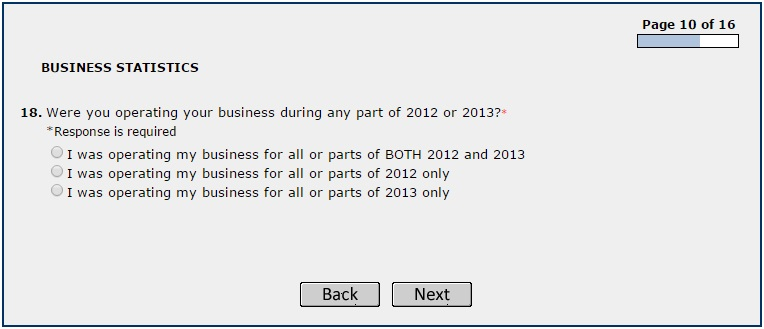 Page 10 of 16
BUSINESS STATISTICS
18. Were you operating your business during any part of 2012 or 2013?*
*Response is required
I was operating my business for all or parts of BOTH 2012 and 2013
I was operating my business for all or parts of 2012 only
I was operating my business for all or parts of 2013 only
Back Next